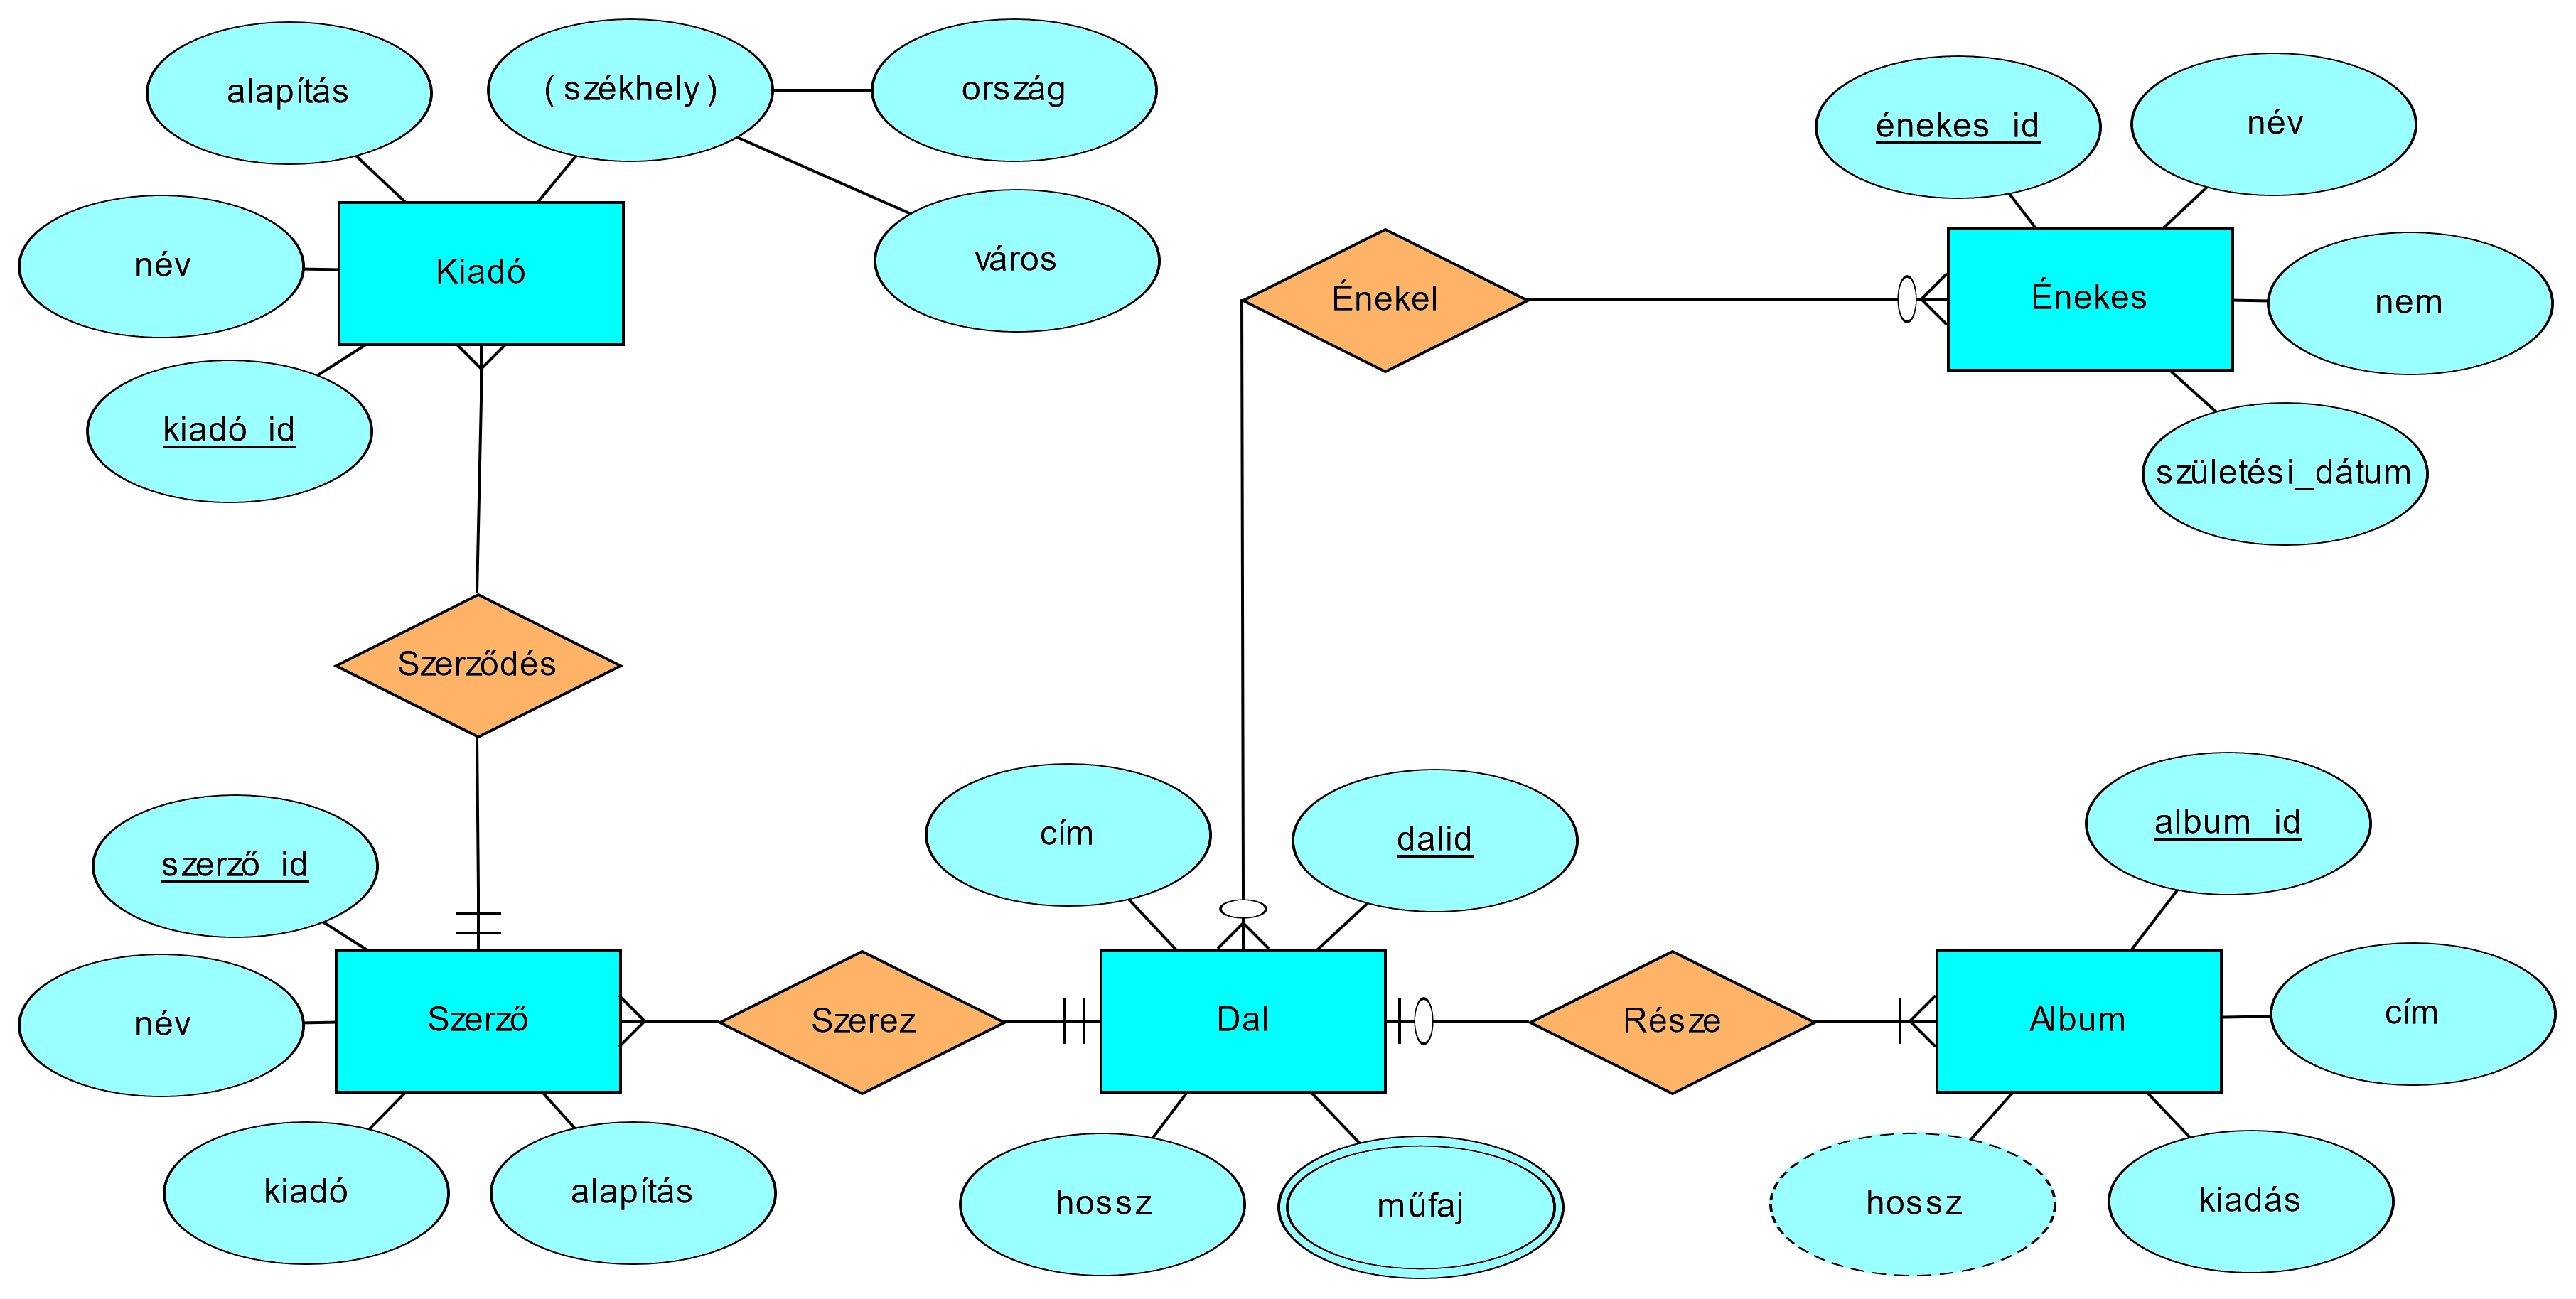 alapítás
(székhely)
ország
énekes_id
név
név
Kiadó
város
Énekel
Énekes
nem
kiadó_id
születési_dátum
Szerződés
szerző_id
cím
dalid
album_id
név
Szerző
Szerez
Dal
Része
Album
cím
kiadó
alapítás
hossz
műfaj
hossz
kiadás